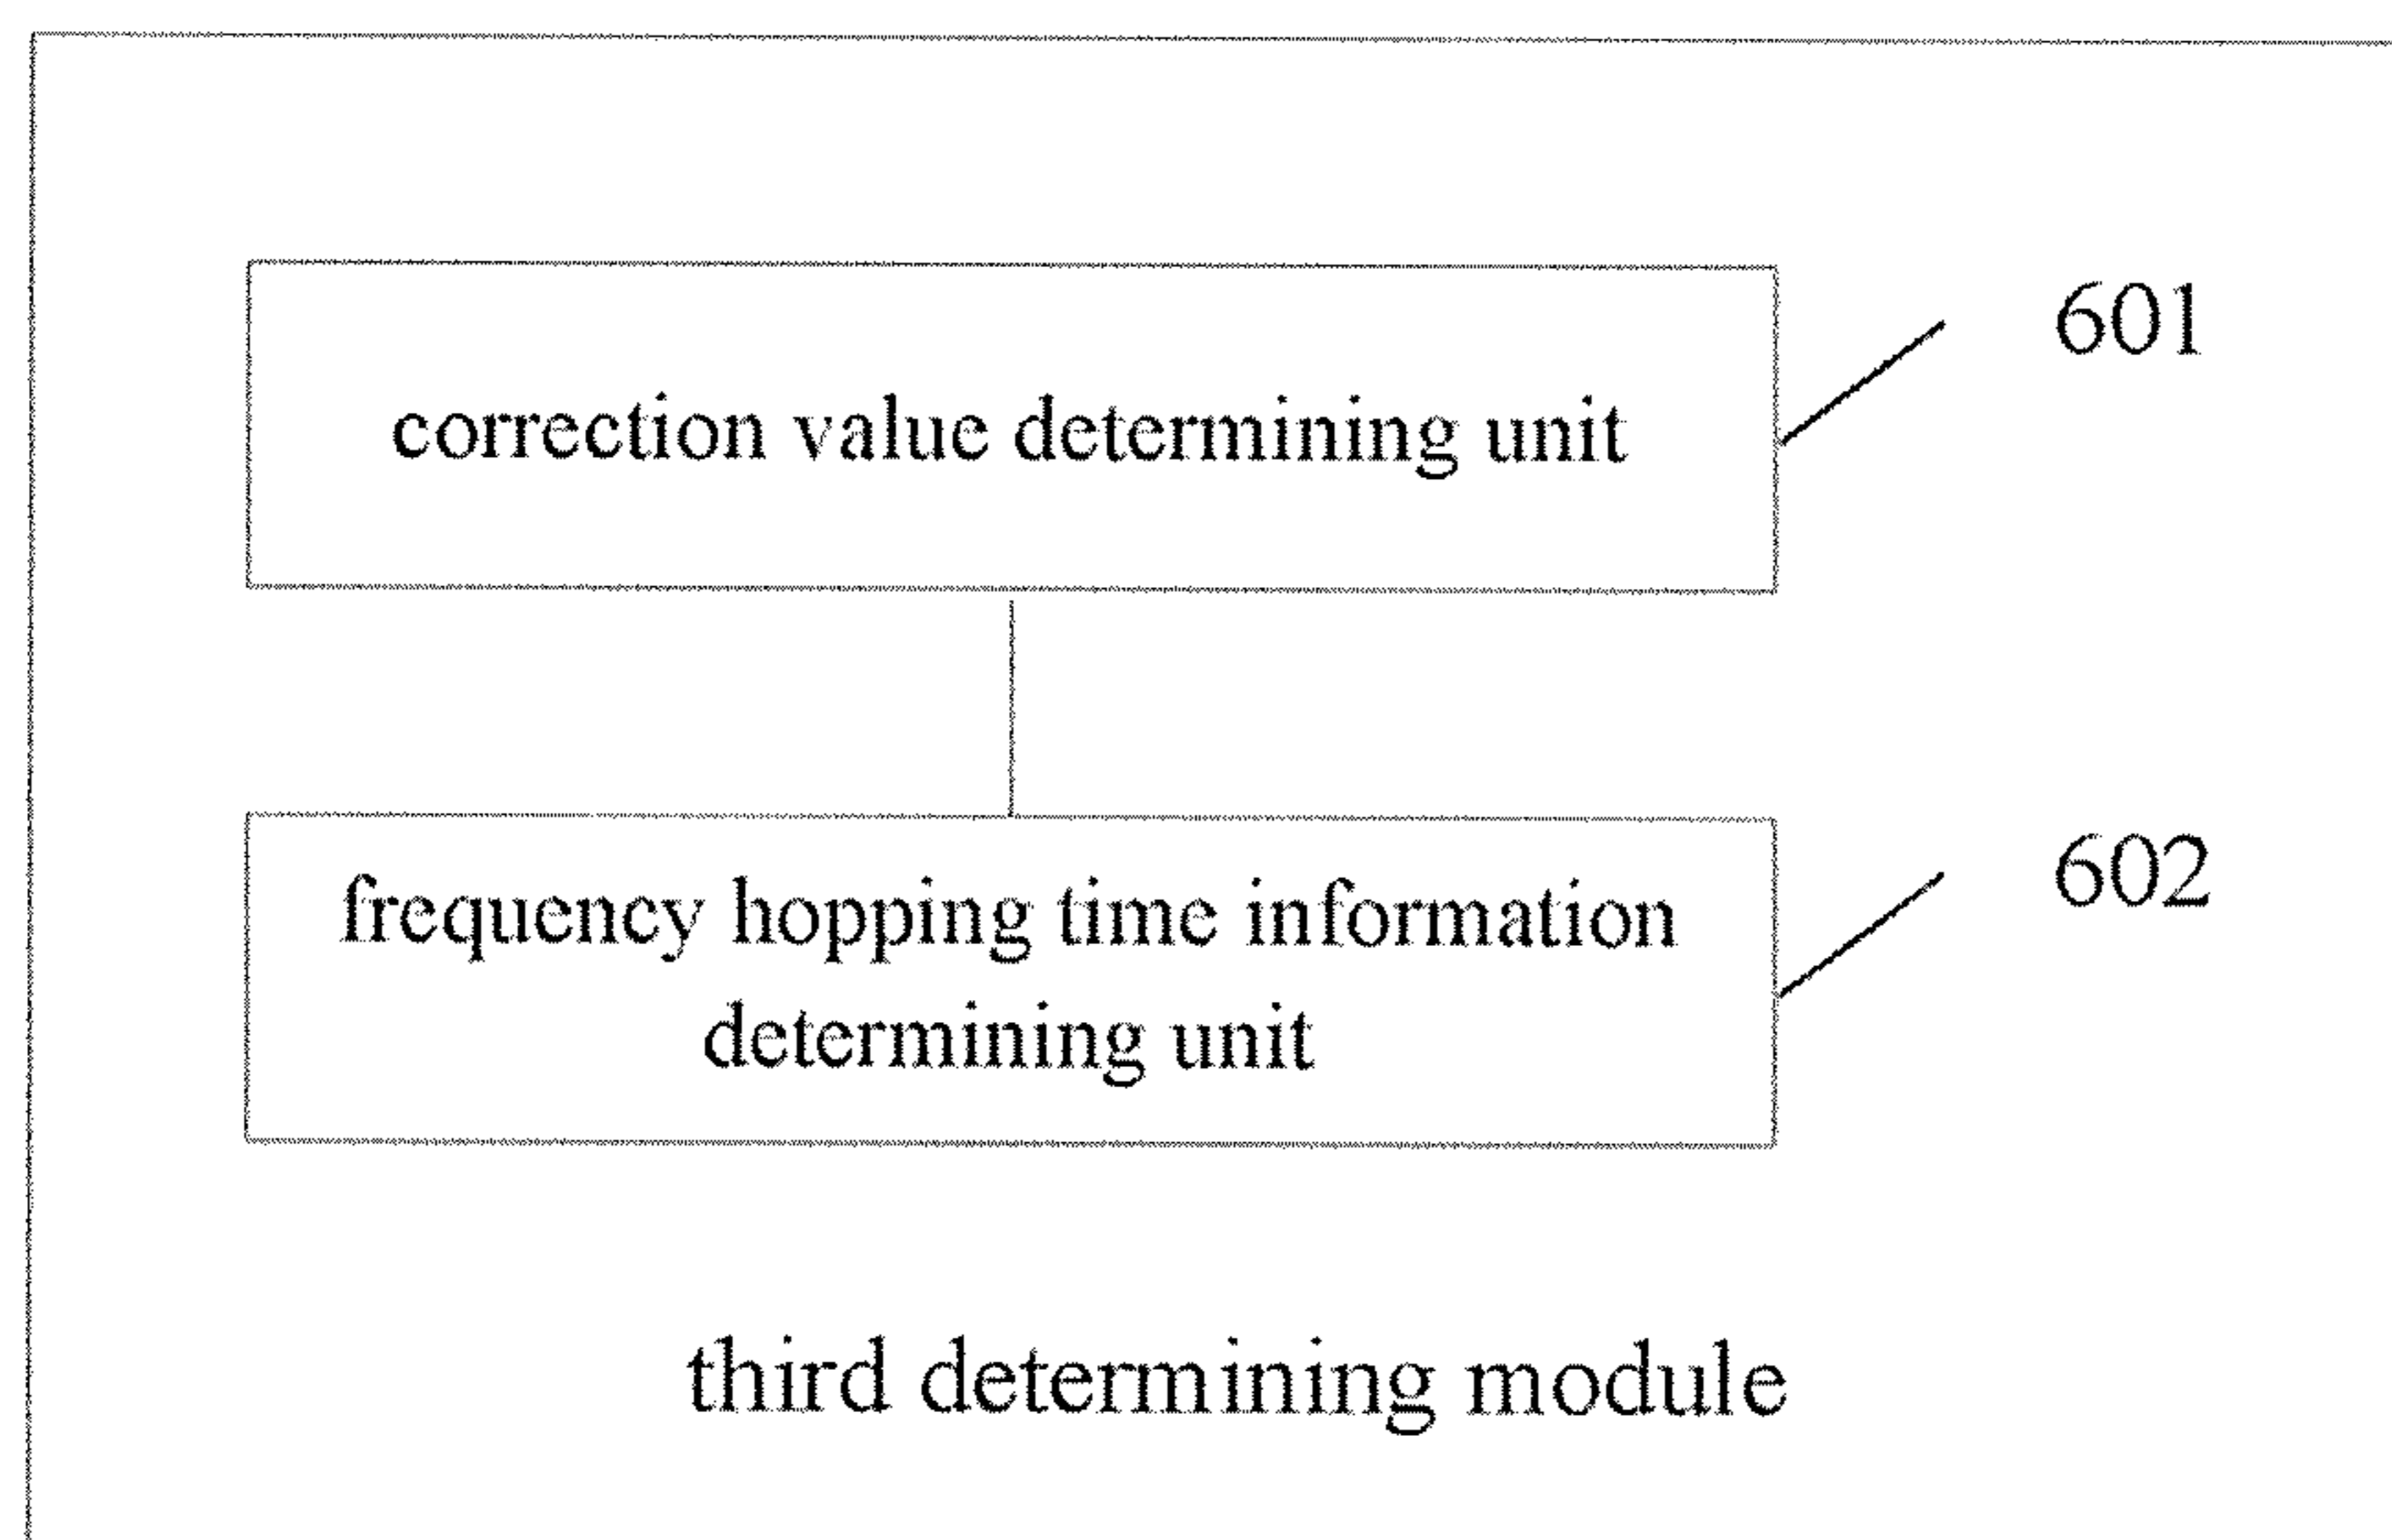 601
correction value determining unit
602
frequency hopping time information
determining unit
third determining module